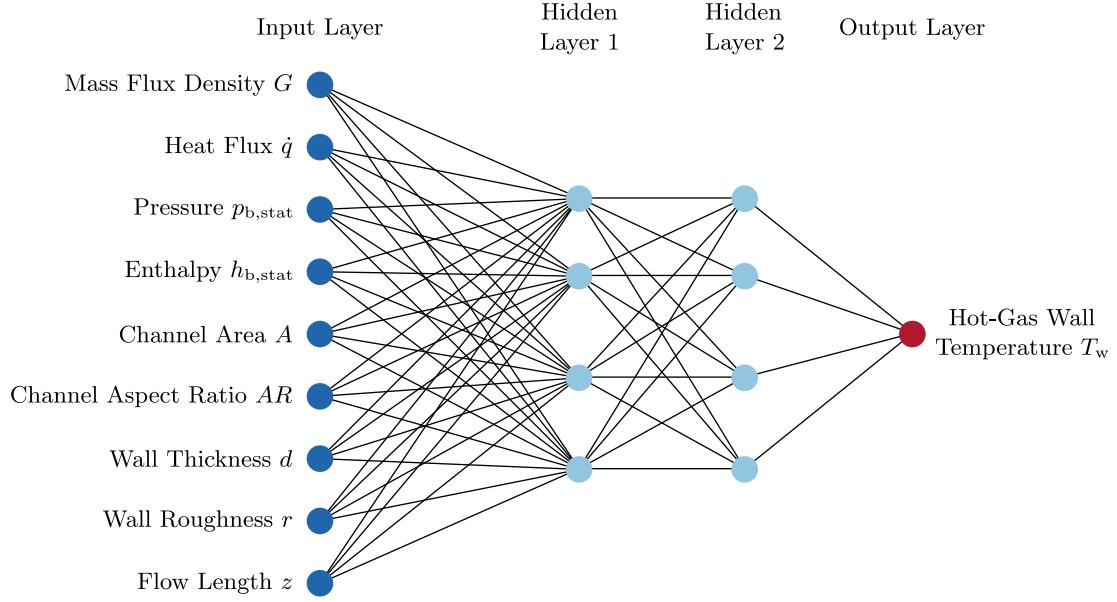 Input Layer
Hidden
Layer 1
Hidden
Layer 2
Output Layer
Mass Flux Density G
Heat Flux q̇
Pressure p_b,stat
Enthalpy h_b,stat
Channel Area A
Channel Aspect Ratio AR
Wall Thickness d
Wall Roughness r
Flow Length z
Hot-Gas Wall
Temperature T_w